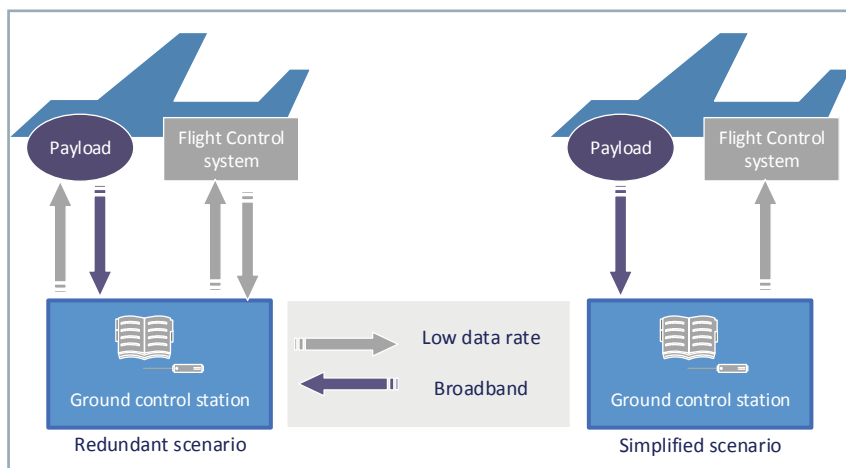 Payload
Flight Control
system
Payload
Flight Control
system
Ground control station
Low data rate
Broadband
Ground control station
Redundant scenario
Simplified scenario